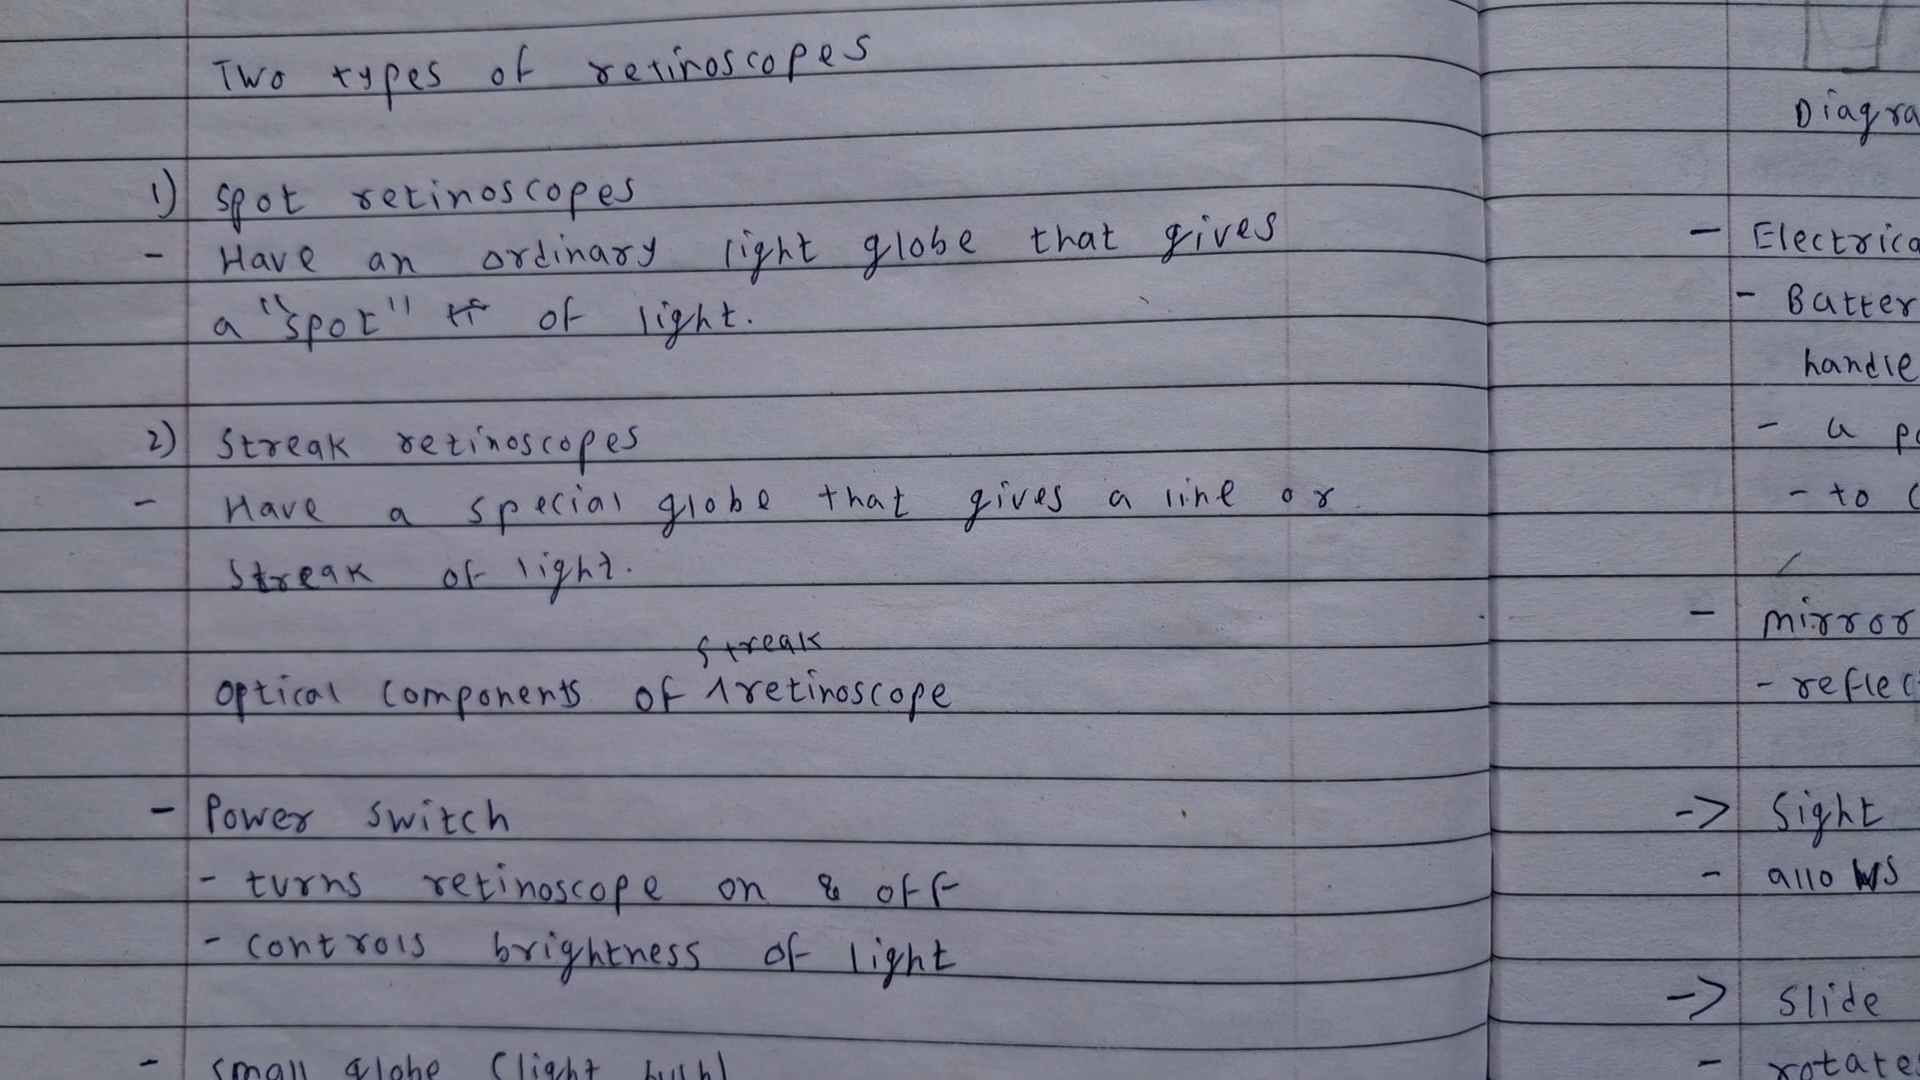 Two types of retinoscopes
1) Spot retinoscopes
- Have an ordinary light globe that gives
a "spot" of light.
2) Streak retinoscopes
- Have a special globe that gives a line or
streak of light.
streak
optical components of ^ retinoscope
- Power switch
- turns retinoscope on & off
- controls brightness of light
- small globe (light bulb)
- Electrica
- Batter
handle
- a po
- to
- mirror
- reflec
-> Sight
- allows
-> Slide
- rotate